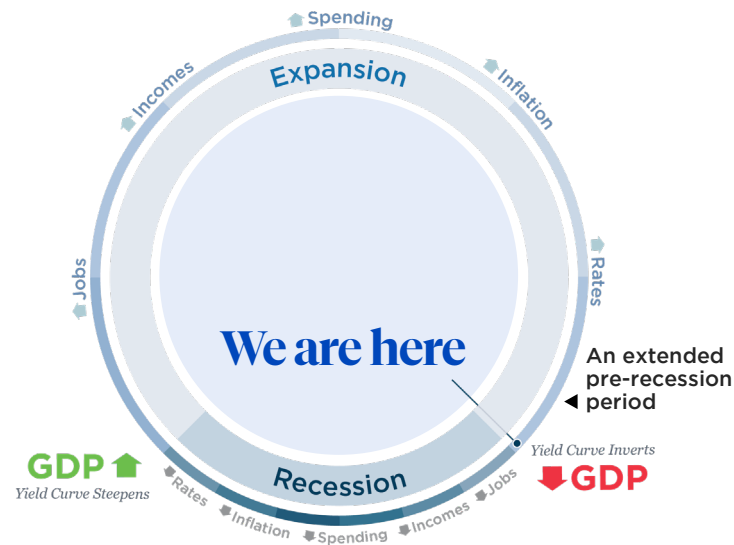 Spending
Expansion
Incomes
Inflation
Jobs
Rates
We are here
An extended
pre-recession
period
GDP
Yield Curve Steepens
Yield Curve Inverts
GDP
Recession
Rates
Inflation
Spending
Incomes
Jobs